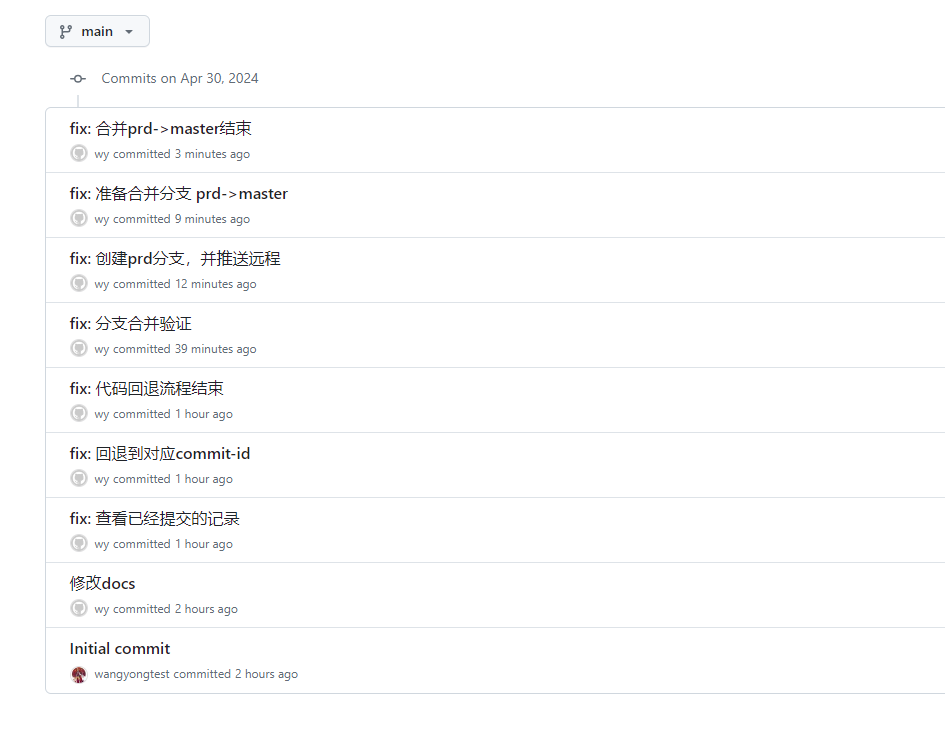 main
Commits on Apr 30, 2024
fix: 合并prd->master结束
wy committed 3 minutes ago
fix: 准备合并分支 prd->master
wy committed 9 minutes ago
fix: 创建prd分支，并推送远程
wy committed 12 minutes ago
fix: 分支合并验证
wy committed 39 minutes ago
fix: 代码回退流程结束
wy committed 1 hour ago
fix: 回退到对应commit-id
wy committed 1 hour ago
fix: 查看已经提交的记录
wy committed 1 hour ago
修改docs
wy committed 2 hours ago
Initial commit
wangyongtest committed 2 hours ago